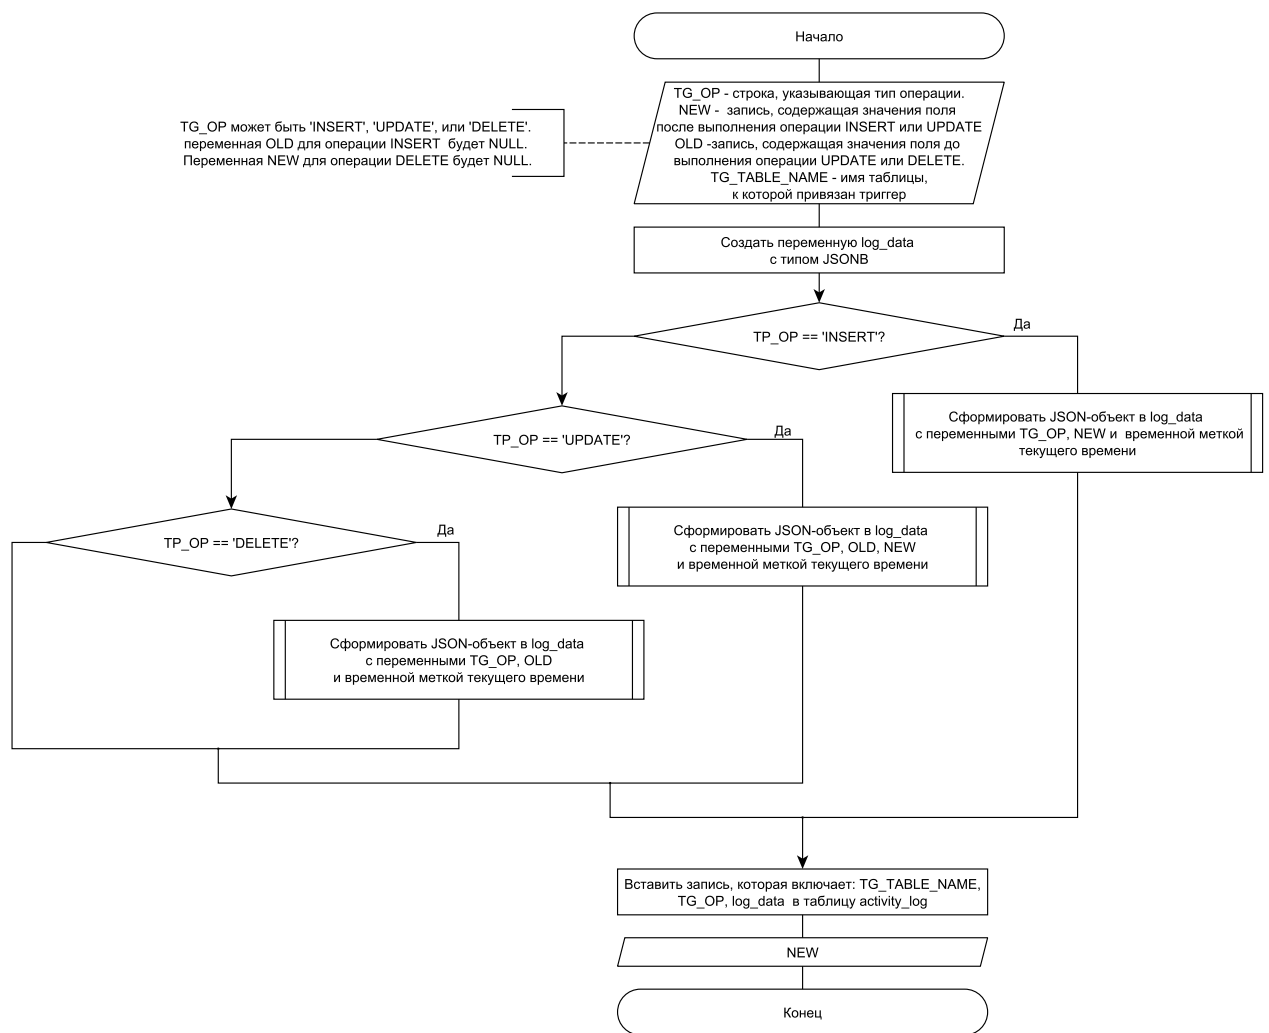 Начало
TG_OP - строка, указывающая тип операции.
NEW - запись, содержащая значения поля
после выполнения операции INSERT или UPDATE
OLD -запись, содержащая значения поля до
выполнения операции UPDATE или DELETE.
TG_TABLE_NAME - имя таблицы,
к которой привязан триггер
TG_OP может быть 'INSERT', 'UPDATE', или 'DELETE'.
переменная OLD для операции INSERT будет NULL.
Переменная NEW для операции DELETE будет NULL.
Создать переменную log_data
с типом JSONB
TP_OP == 'INSERT'?
Да
Сформировать JSON-объект в log_data
с переменными TG_OP, NEW и временной меткой
текущего времени
TP_OP == 'UPDATE'?
Да
Сформировать JSON-объект в log_data
с переменными TG_OP, OLD, NEW
и временной меткой текущего времени
TP_OP == 'DELETE'?
Да
Сформировать JSON-объект в log_data
с переменными TG_OP, OLD
и временной меткой текущего времени
Вставить запись, которая включает: TG_TABLE_NAME,
TG_OP, log_data в таблицу activity_log
NEW
Конец